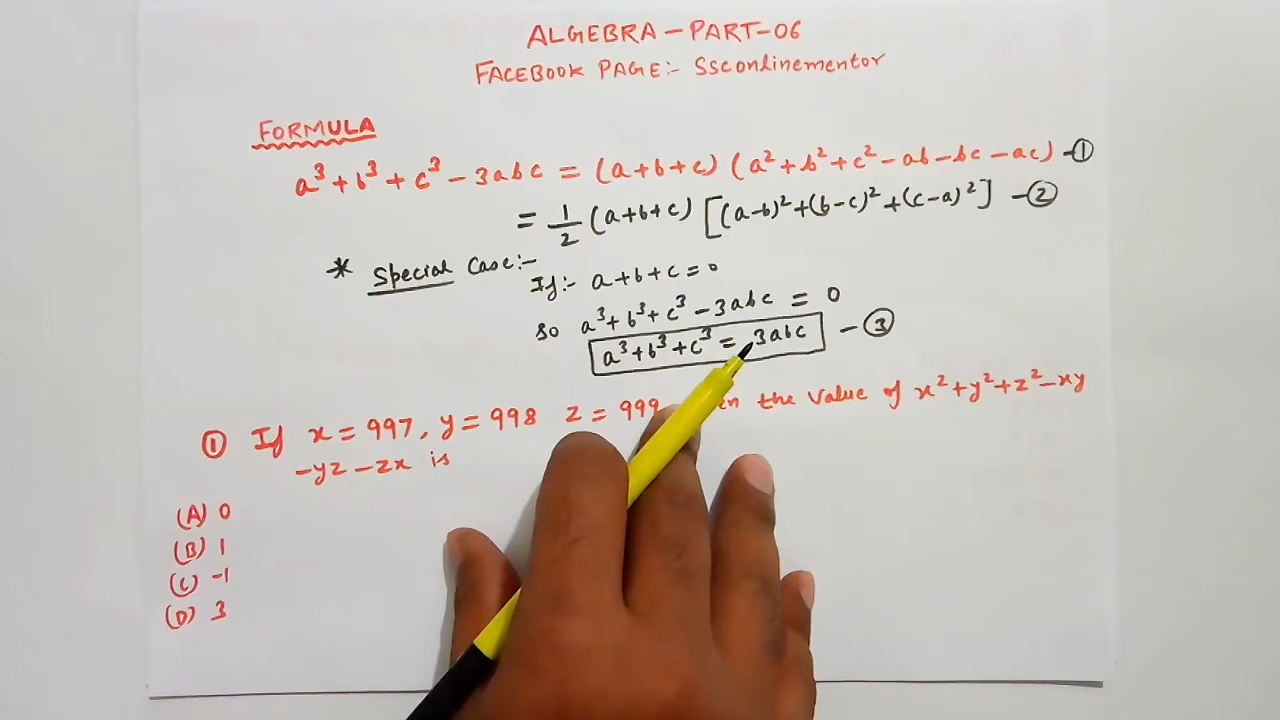 ALGEBRA - PART-06
FACEBOOK PAGE:- Ssconlinementor
FORMULA
a³ + b³ + c³ - 3abc = (a+b+c) (a² + b² + c² - ab - bc - ac) - ①
= 1/2 (a+b+c) [(a-b)² + (b-c)² + (c-a)²] - ②
* Special Case:-
If:- a+b+c = 0
So a³ + b³ + c³ - 3abc = 0
a³ + b³ + c³ = 3abc - ③
① If x = 997, y = 998 z = 999 the value of x² + y² + z² - xy
- yz - zx is
(A) 0
(B) 1
(C) -1
(D) 3